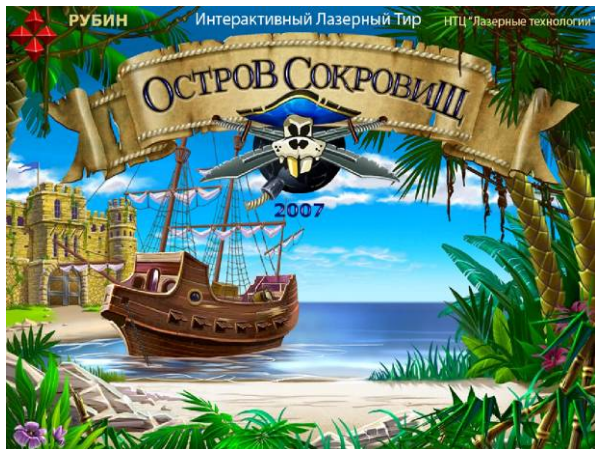 РУБИН
Интерактивный Лазерный Тир
НТЦ "Лазерные технологии"
ОСТРОВ СОКРОВИЩ
2007